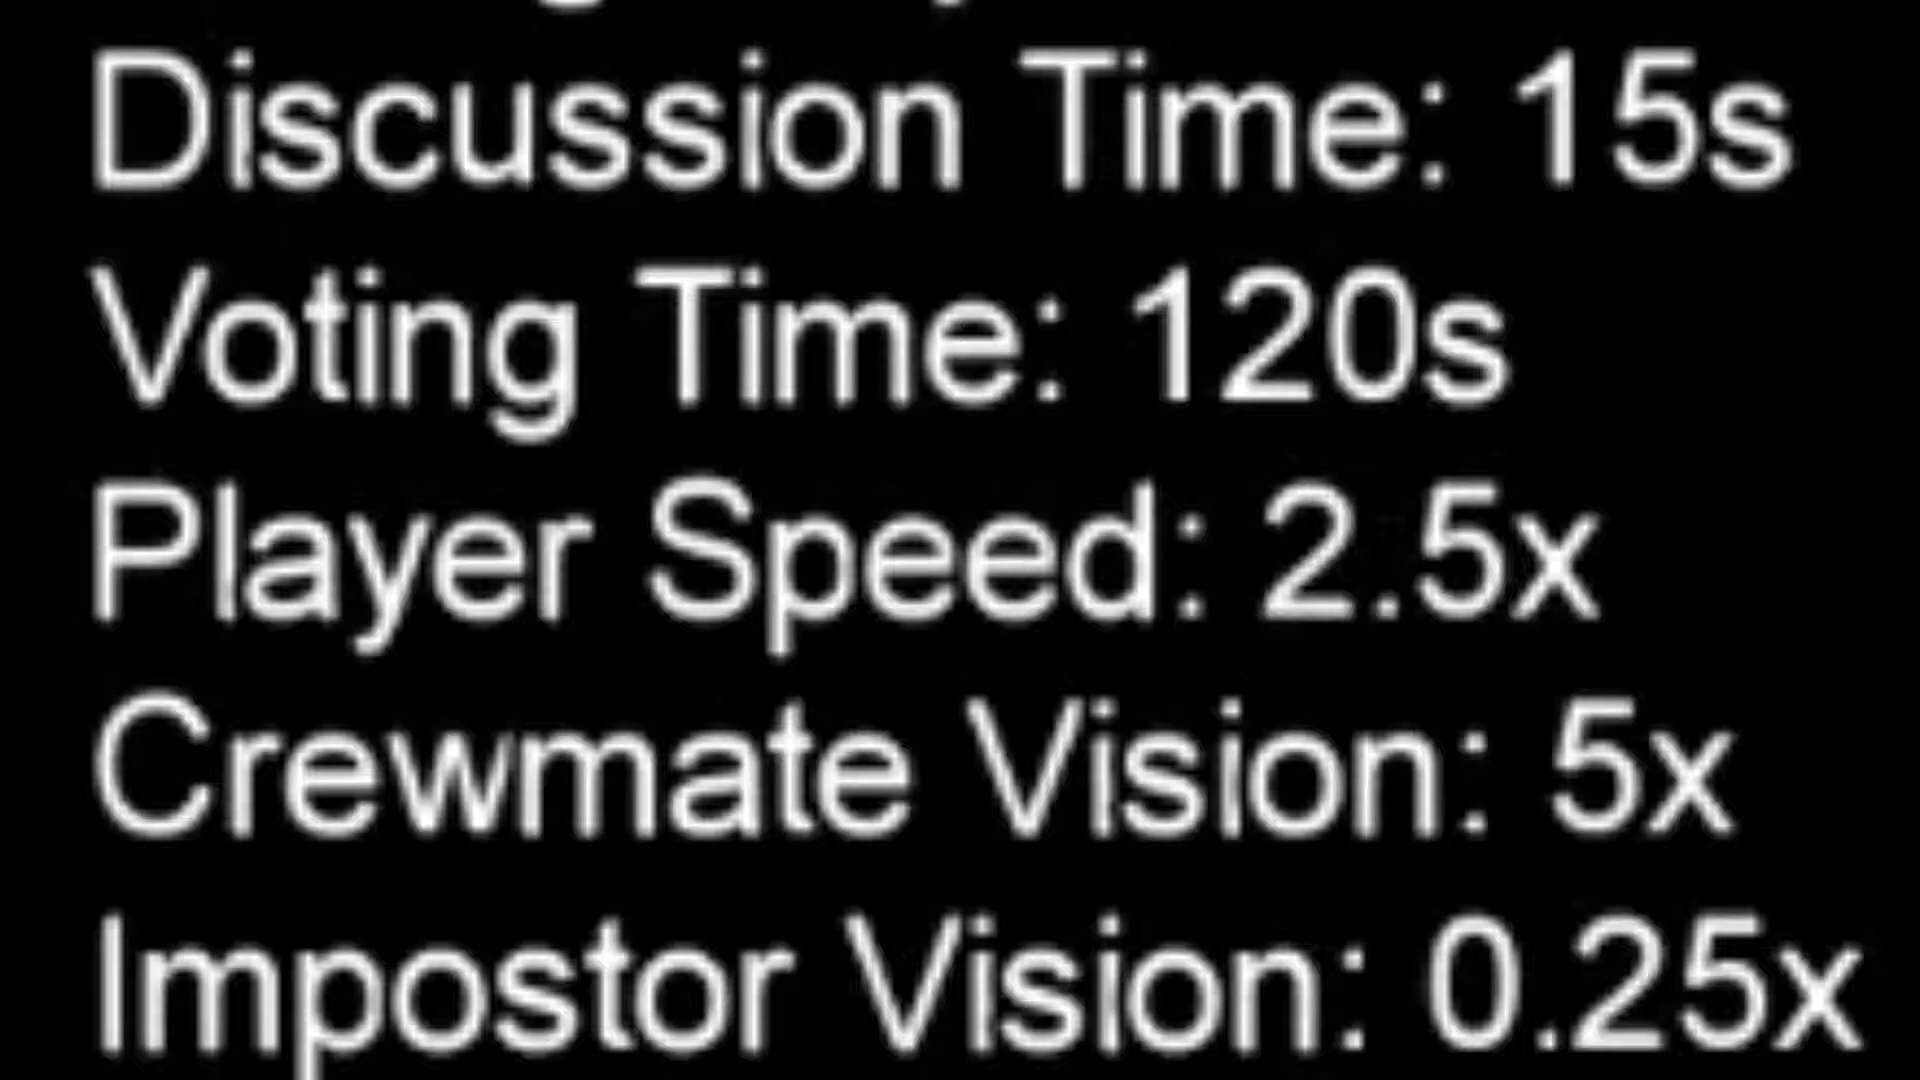 Discussion Time: 15s
Voting Time: 120s
Player Speed: 2.5x
Crewmate Vision: 5x
Impostor Vision: 0.25x